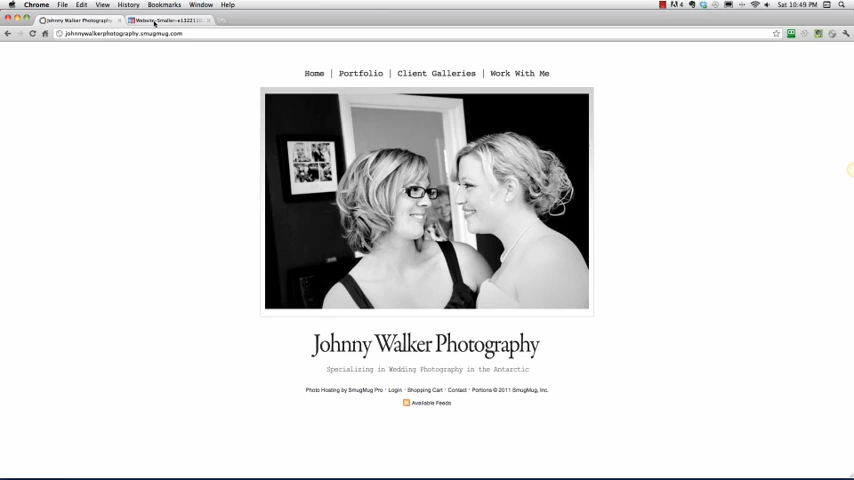 Chrome File Edit View History Bookmarks Window Help
4 Sat 10:49 PM
Johnny Walker Photography
johnnywalkerphotography.smugmug.com
Home | Portfolio | Client Galleries | Work With Me
Johnny Walker Photography
Specializing in Wedding Photography in the Antarctic
Photo Hosting by SmugMug Pro · Login · Shopping Cart · Contact · Portions © 2011 SmugMug, Inc.
Available Feeds